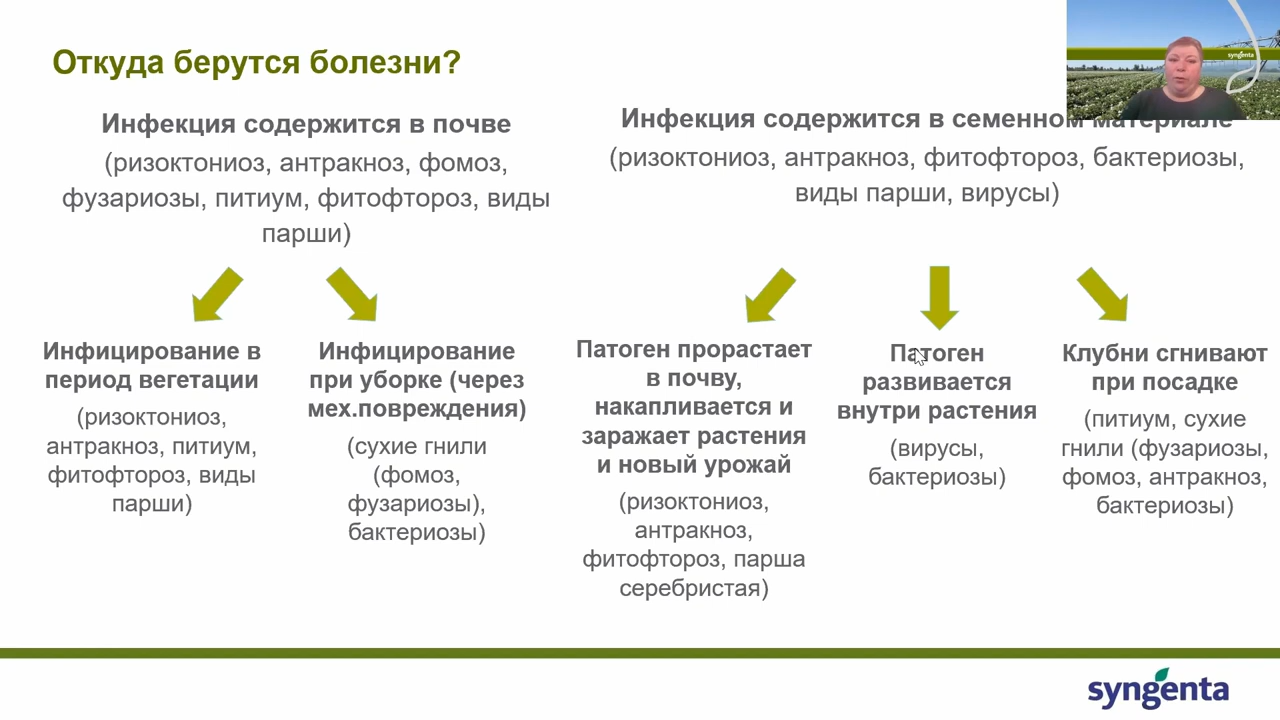 Откуда берутся болезни?
Инфекция содержится в почве
(ризоктониоз, антракноз, фомоз,
фузариозы, питиум, фитофтороз, виды
парши)
Инфекция содержится в семенном материале
(ризоктониоз, антракноз, фитофтороз, бактериозы,
виды парши, вирусы)
Инфицирование в
период вегетации
(ризоктониоз,
антракноз, питиум,
фитофтороз, виды
парши)
Инфицирование
при уборке (через
мех.повреждения)
(сухие гнили
(фомоз,
фузариозы),
бактериозы)
Патоген прорастает
в почву,
накапливается и
заражает растения
и новый урожай
(ризоктониоз,
антракноз,
фитофтороз, парша
серебристая)
Патоген
развивается
внутри растения
(вирусы,
бактериозы)
Клубни сгнивают
при посадке
(питиум, сухие
гнили (фузариозы,
фомоз, антракноз,
бактериозы)
syngenta
syngenta